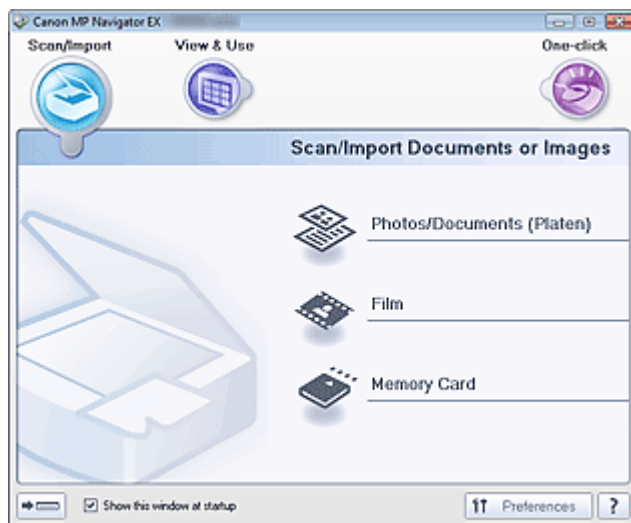 Canon MP Navigator EX
Scan/Import View & Use One-click
Scan/Import Documents or Images
Photos/Documents (Platen)
Film
Memory Card
Show this window at startup Preferences ?